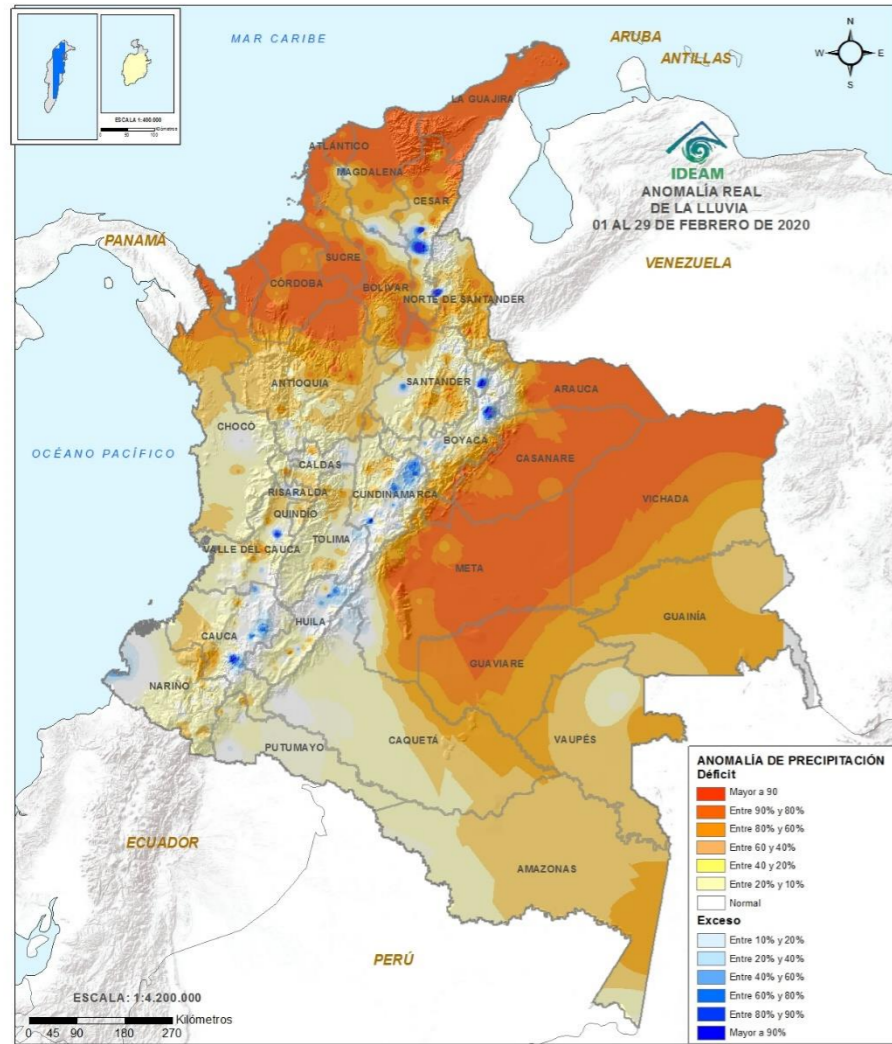 MAR CARIBE
ARUBA
ANTILLAS
N
W
E
S
ESCALA 1:400.000
Kilómetros
LA GUAJIRA
ATLÁNTICO
MAGDALENA
CESAR
IDEAM
ANOMALÍA REAL
DE LA LLUVIA
01 AL 29 DE FEBRERO DE 2020
PANAMÁ
VENEZUELA
SUCRE
CÓRDOBA
BOLÍVAR
NORTE DE SANTANDER
ANTIOQUIA
SANTANDER
ARAUCA
CHOCÓ
BOYACÁ
OCÉANO PACÍFICO
CALDAS
CASANARE
RISARALDA
CUNDINAMARCA
VICHADA
QUINDÍO
TOLIMA
VALLE DEL CAUCA
META
GUAINÍA
CAUCA
HUILA
GUAVIARE
NARIÑO
CAQUETÁ
VAUPÉS
PUTUMAYO
ECUADOR
AMAZONAS
PERÚ
ANOMALÍA DE PRECIPITACIÓN
Déficit
Mayor a 90
Entre 90% y 80%
Entre 80% y 60%
Entre 60 y 40%
Entre 40 y 20%
Entre 20% y 10%
Normal
Exceso
Entre 10% y 20%
Entre 20% y 40%
Entre 40% y 60%
Entre 60% y 80%
Entre 80% y 90%
Mayor a 90%
ESCALA: 1:4.200.000
Kilómetros
0 45 90 180 270